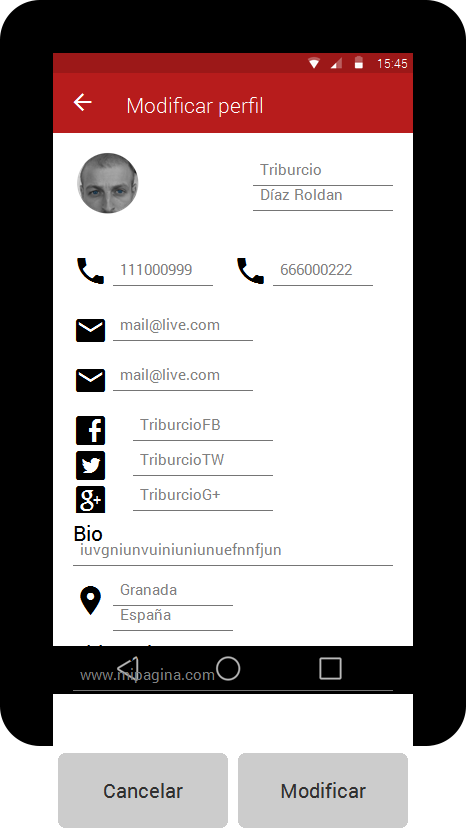 15:45
Modificar perfil
Triburcio
Díaz Roldan
111000999 666000222
mail@live.com
mail@live.com
TriburcioFB
TriburcioTW
TriburcioG+
Bio
iuvgniunvuiniuniunuefnnfjun
Granada
España
www.mipagina.com
Cancelar Modificar